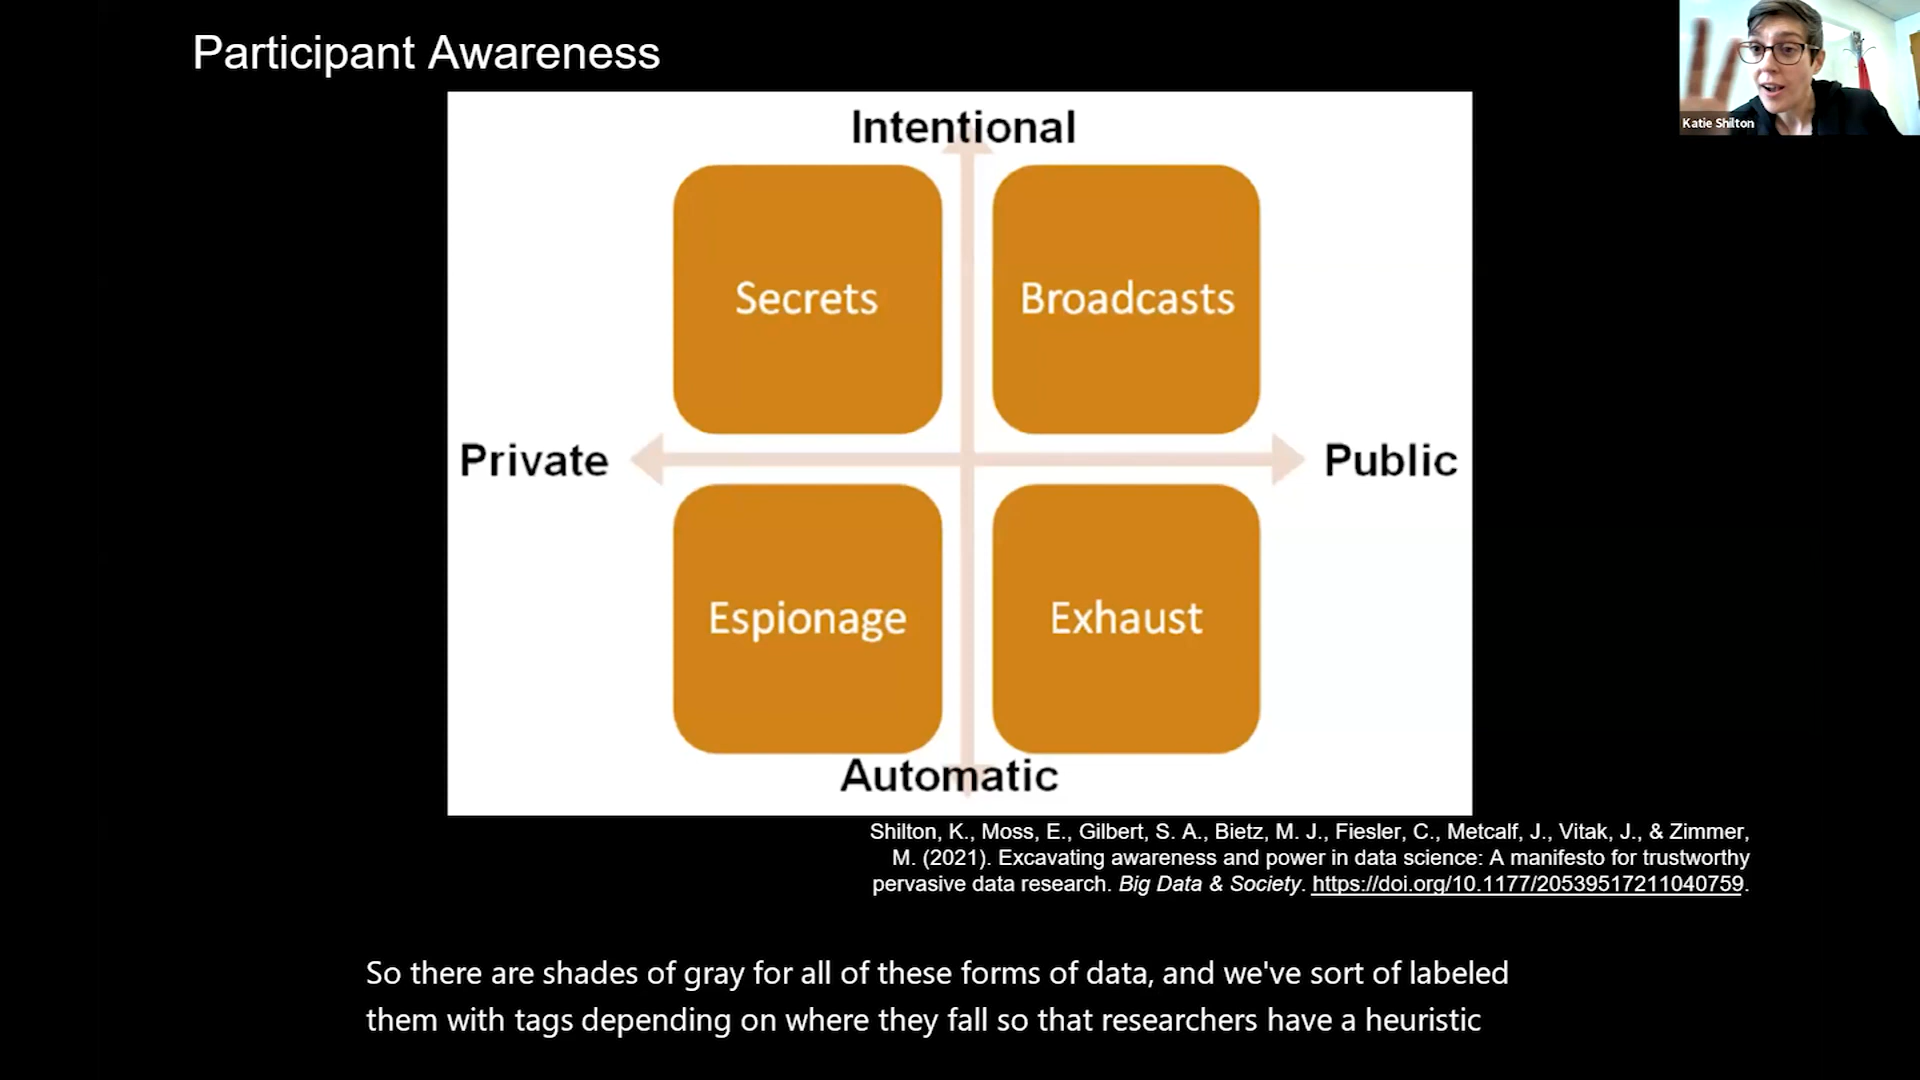 Participant Awareness
Katie Shilton
Intentional
Secrets
Broadcasts
Private
Public
Espionage
Exhaust
Automatic
Shilton, K., Moss, E., Gilbert, S. A., Bietz, M. J., Fiesler, C., Metcalf, J., Vitak, J., & Zimmer,
M. (2021). Excavating awareness and power in data science: A manifesto for trustworthy
pervasive data research. Big Data & Society. https://doi.org/10.1177/20539517211040759.
So there are shades of gray for all of these forms of data, and we've sort of labeled
them with tags depending on where they fall so that researchers have a heuristic